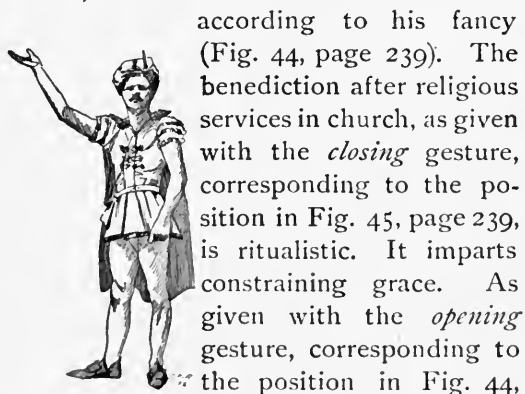 according to his fancy
(Fig. 44, page 239). The
benediction after religious
services in church, as given
with the closing gesture,
corresponding to the po-
sition in Fig. 45, page 239,
is ritualistic. It imparts
constraining grace. As
given with the opening
gesture, corresponding to
the position in Fig. 44,